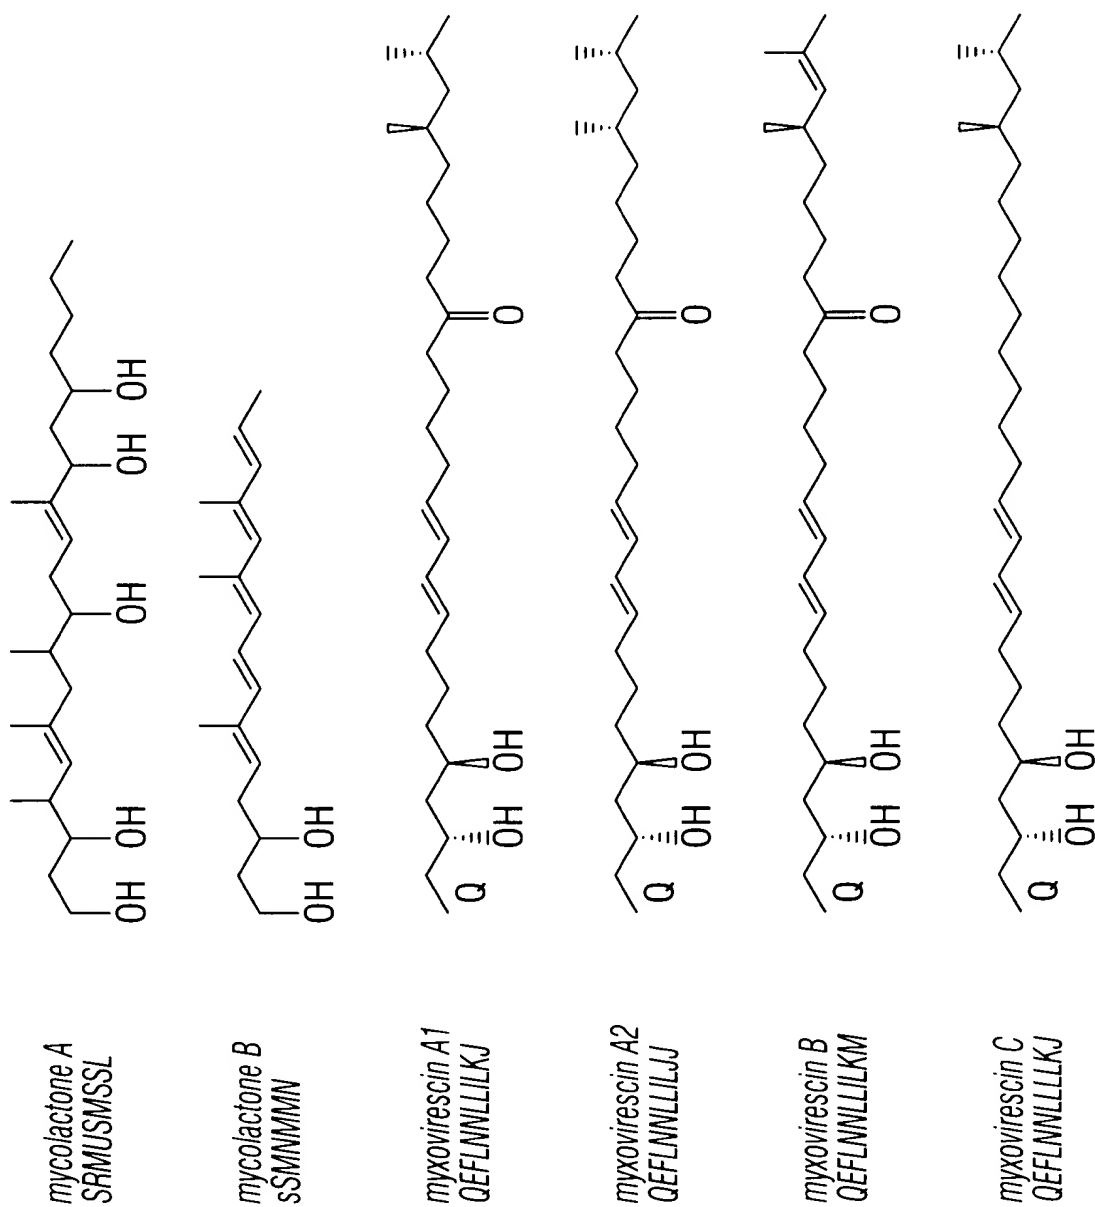 mycolactone A
SRMUSMSSL
OH OH OH OH OH
mycolactone B
sSMNMMN
OH OH
myxovirescin A1
QEFLNNLLILKJ
Q
OH OH O
myxovirescin A2
QEFLNNLLILJJ
Q
OH OH O
myxovirescin B
QEFLNNLLILKM
Q
OH OH O
myxovirescin C
QEFLNNLLLLKJ
Q
OH OH